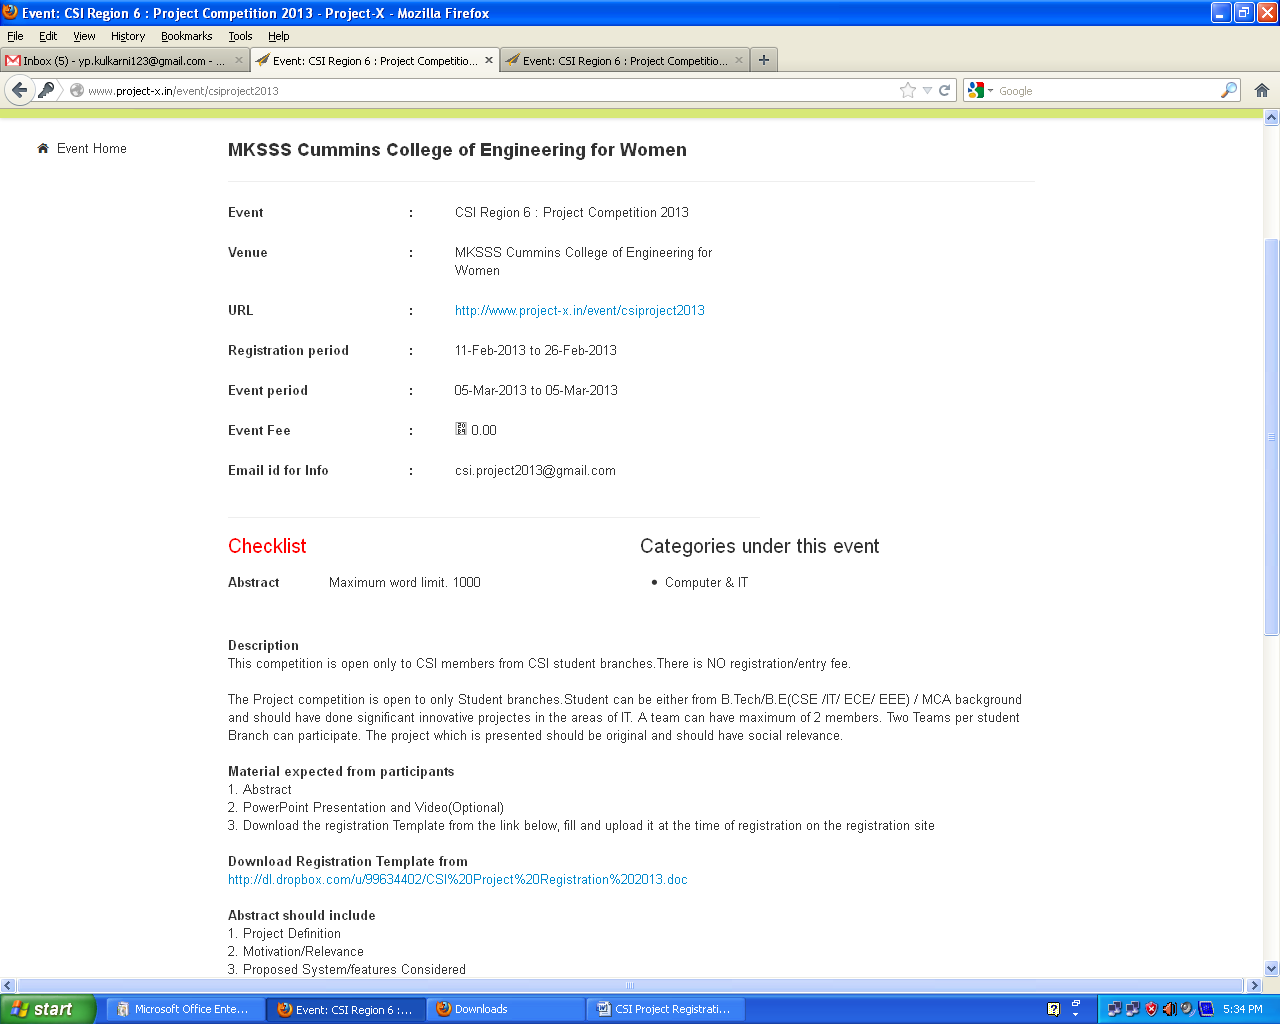 Event: CSI Region 6 : Project Competition 2013 - Project-X - Mozilla Firefox
File Edit View History Bookmarks Tools Help
Inbox (5) - yp.kulkarni123@gmail.com - ... Event: CSI Region 6 : Project Competitio... Event: CSI Region 6 : Project Competitio...
www.project-x.in/event/csiproject2013 Google
Event Home
MKSSS Cummins College of Engineering for Women
Event : CSI Region 6 : Project Competition 2013
Venue : MKSSS Cummins College of Engineering for
Women
URL : http://www.project-x.in/event/csiproject2013
Registration period : 11-Feb-2013 to 26-Feb-2013
Event period : 05-Mar-2013 to 05-Mar-2013
Event Fee : 0.00
Email id for Info : csi.project2013@gmail.com
Checklist
Abstract Maximum word limit. 1000
Categories under this event
• Computer & IT
Description
This competition is open only to CSI members from CSI student branches.There is NO registration/entry fee.
The Project competition is open to only Student branches.Student can be either from B.Tech/B.E(CSE /IT/ ECE/ EEE) / MCA background
and should have done significant innovative projectes in the areas of IT. A team can have maximum of 2 members. Two Teams per student
Branch can participate. The project which is presented should be original and should have social relevance.
Material expected from participants
1. Abstract
2. PowerPoint Presentation and Video(Optional)
3. Download the registration Template from the link below, fill and upload it at the time of registration on the registration site
Download Registration Template from
http://dl.dropbox.com/u/99634402/CSI%20Project%20Registration%202013.doc
Abstract should include
1. Project Definition
2. Motivation/Relevance
3. Proposed System/features Considered
start Microsoft Office Ente... Event: CSI Region 6 :... Downloads CSI Project Registrati... 5:34 PM